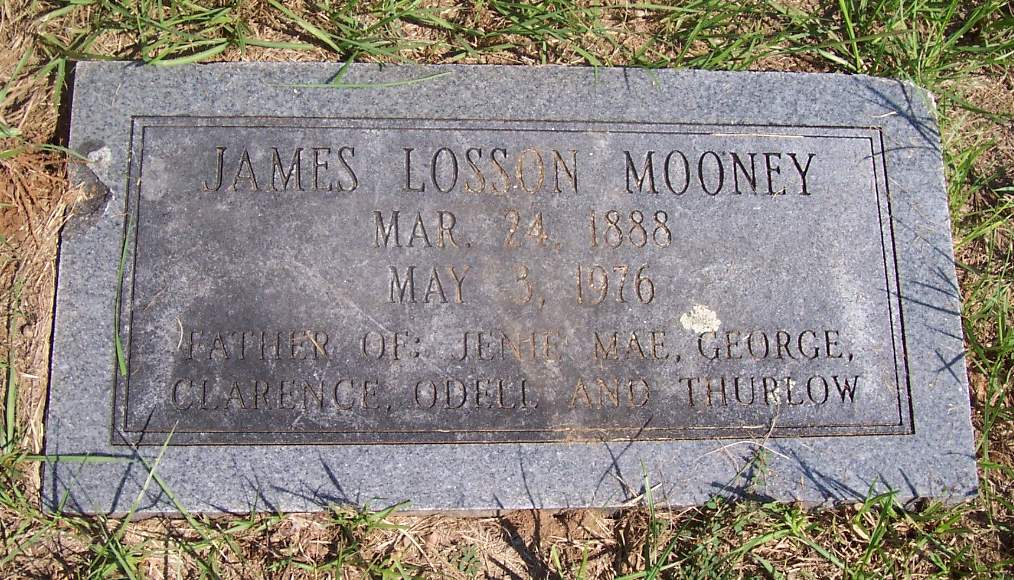 JAMES LOSSON MOONEY
MAR. 24, 1888
MAY 3, 1976
FATHER OF: JENIE MAE, GEORGE,
CLARENCE, ODELL AND THURLOW